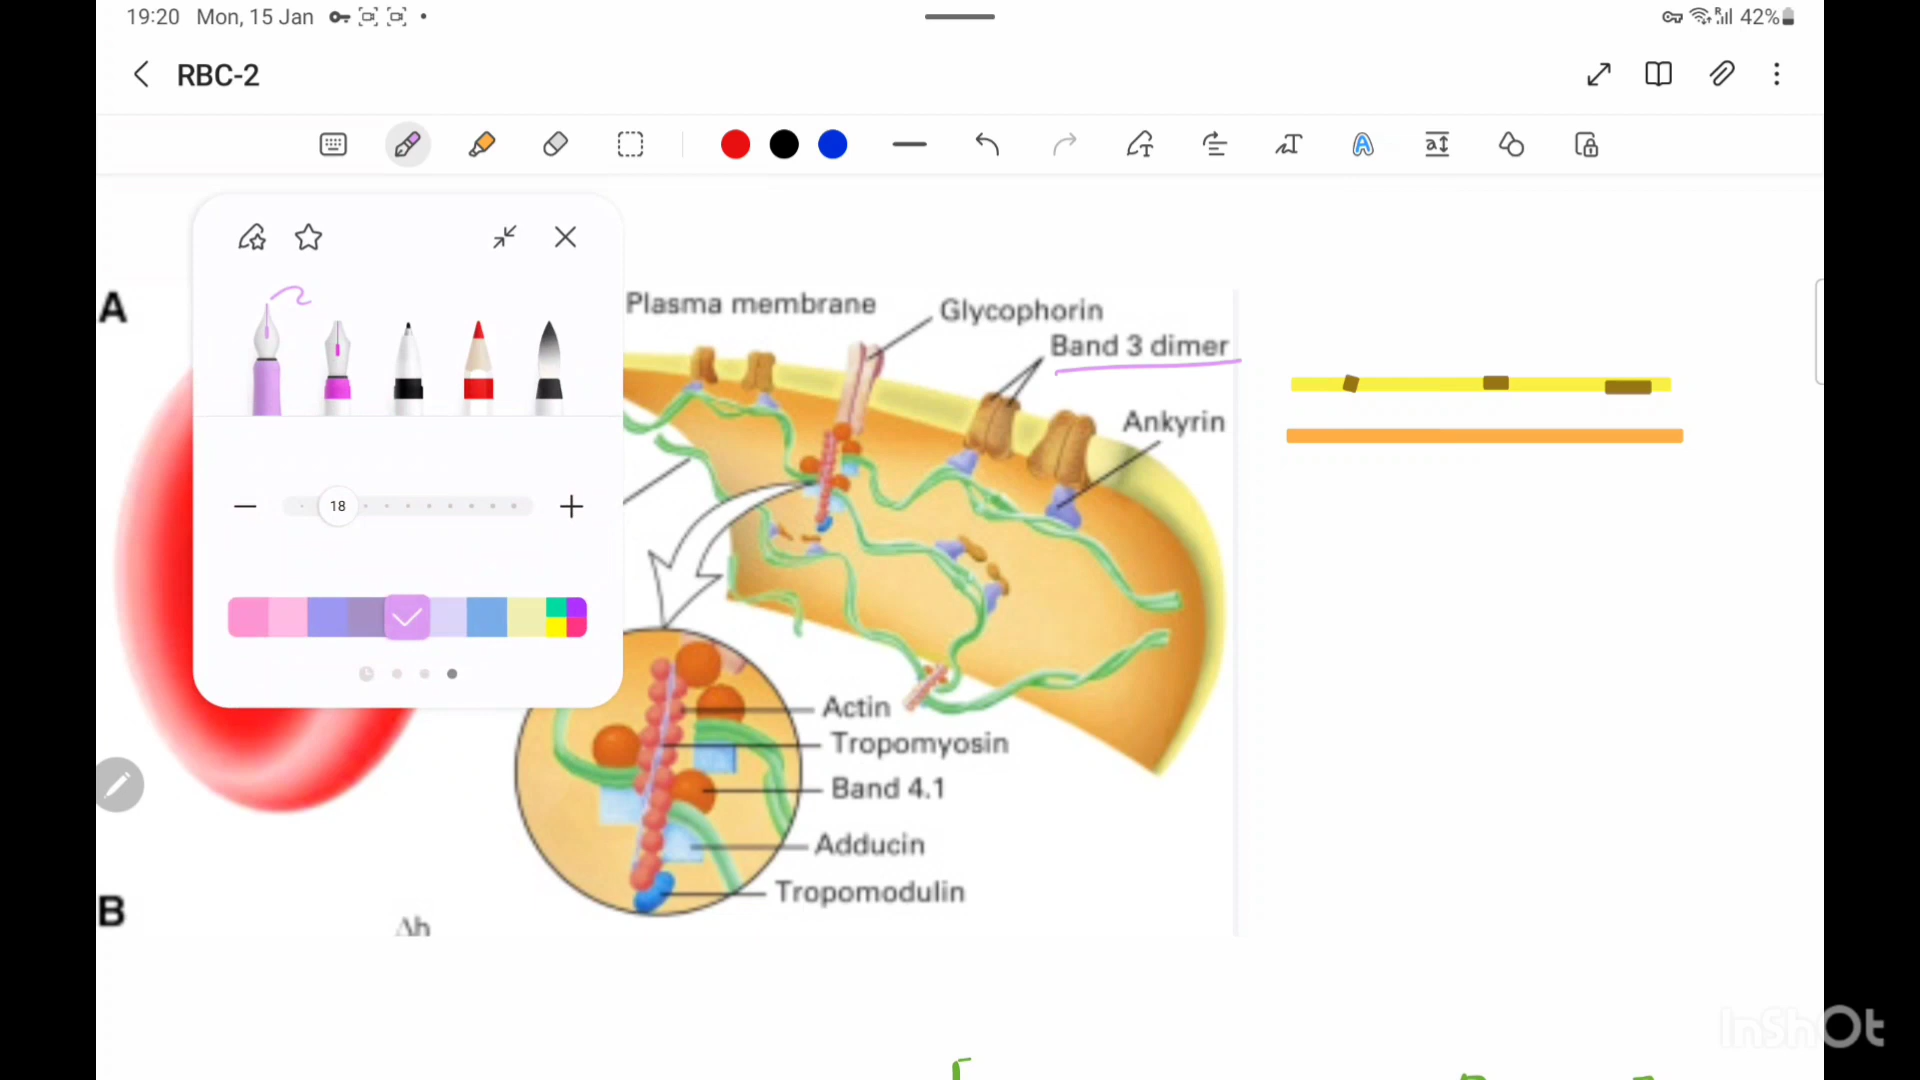 19:20 Mon, 15 Jan
42%
RBC-2
A
Plasma membrane
Glycophorin
Band 3 dimer
Ankyrin
18
Actin
Tropomyosin
Band 4.1
Adducin
Tropomodulin
B
InShOt